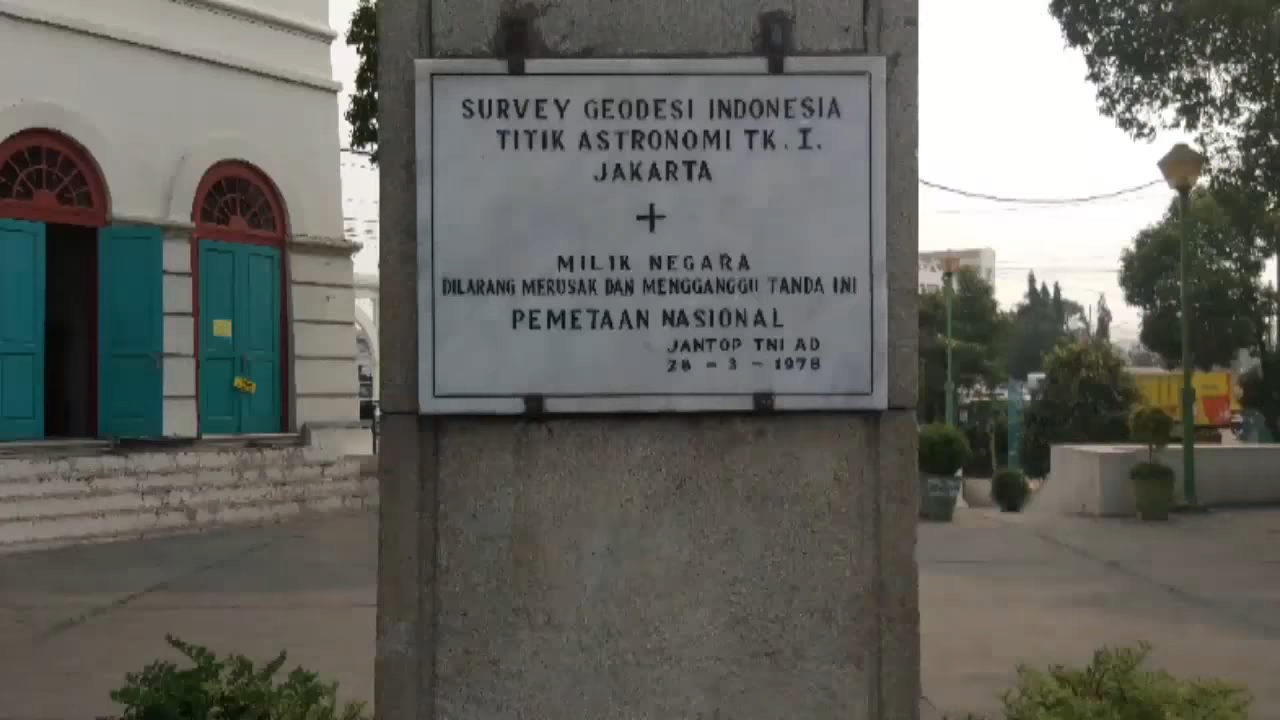 SURVEY GEODESI INDONESIA
TITIK ASTRONOMI TK. I.
JAKARTA
+
MILIK NEGARA
DILARANG MERUSAK DAN MENGGANGGU TANDA INI
PEMETAAN NASIONAL
JANTOP TNI AD
28 - 3 - 1978